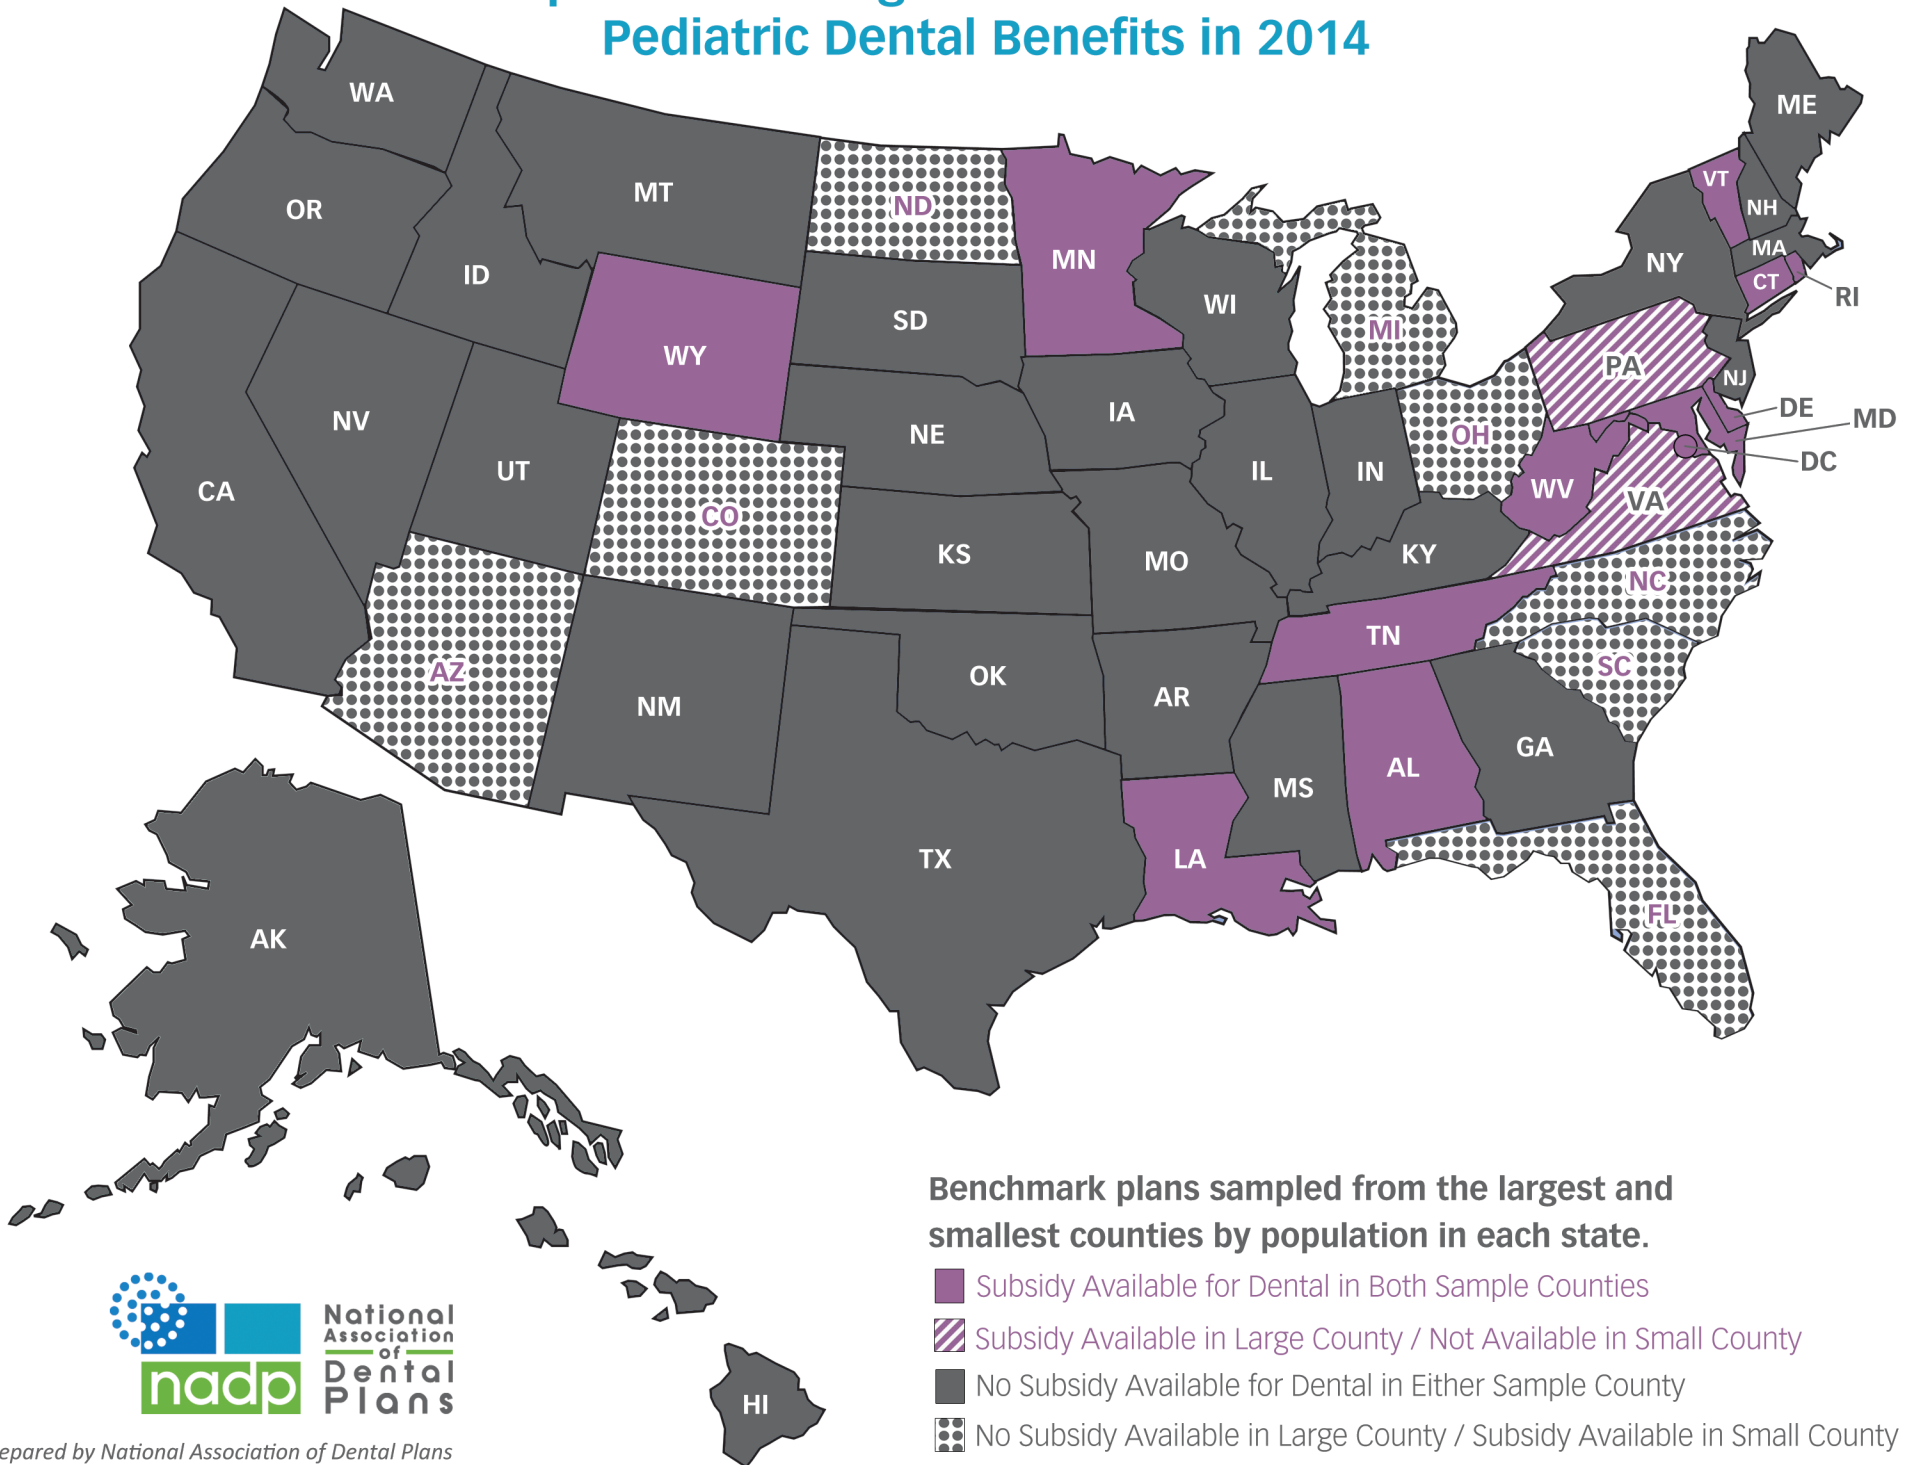 Pediatric Dental Benefits in 2014
WA
ME
MT
ND
VT
OR
NH
MN
MA
ID
NY
CT
RI
WI
SD
MI
WY
PA
NJ
DE
MD
IA
NV
NE
OH
DC
UT
IL
IN
CA
WV
VA
CO
KS
KY
MO
NC
TN
AZ
SC
OK
AR
NM
GA
AL
MS
TX
LA
FL
AK
HI
Benchmark plans sampled from the largest and
smallest counties by population in each state.
Subsidy Available for Dental in Both Sample Counties
Subsidy Available in Large County / Not Available in Small County
No Subsidy Available for Dental in Either Sample County
No Subsidy Available in Large County / Subsidy Available in Small County
nadp
National
Association
of
Dental
Plans
epared by National Association of Dental Plans